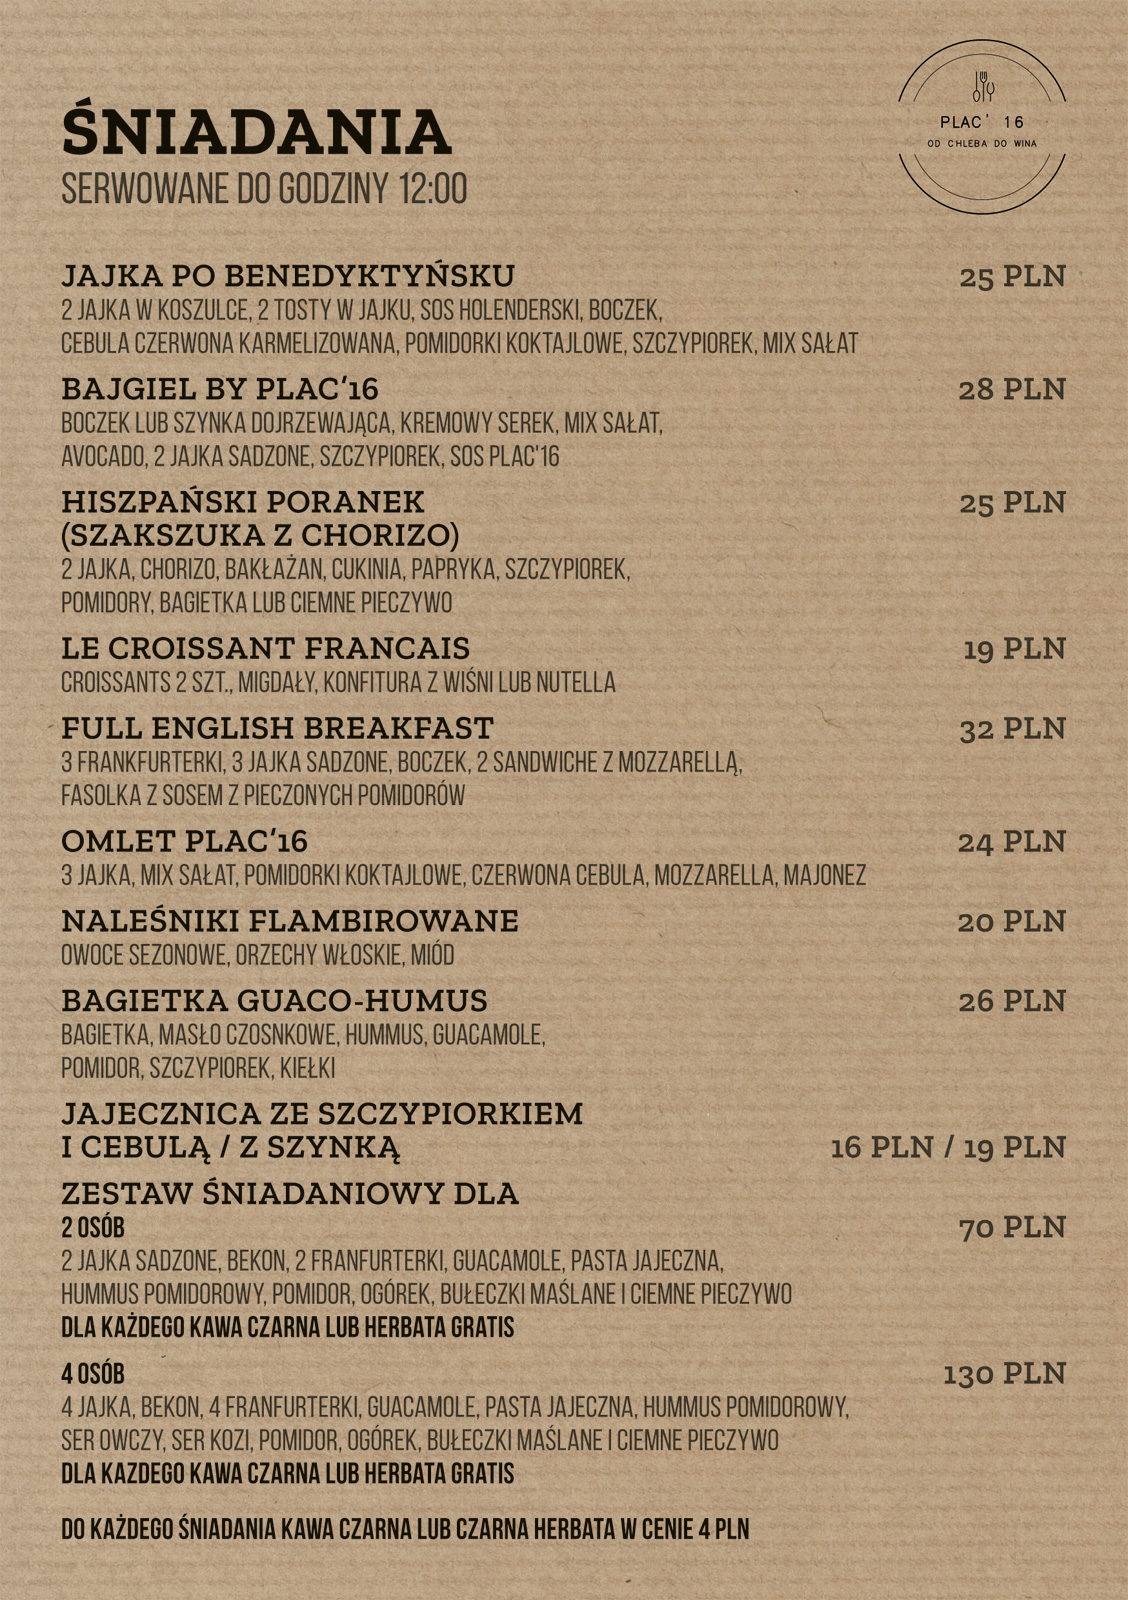 PLAC' 16
OD CHLEBA DO WINA
ŚNIADANIA
SERWOWANE DO GODZINY 12:00
JAJKA PO BENEDYKTYŃSKU 25 PLN
2 JAJKA W KOSZULCE, 2 TOSTY W JAJKU, SOS HOLENDERSKI, BOCZEK,
CEBULA CZERWONA KARMELIZOWANA, POMIDORKI KOKTAJLOWE, SZCZYPIOREK, MIX SAŁAT
BAJGIEL BY PLAC'16 28 PLN
BOCZEK LUB SZYNKA DOJRZEWAJĄCA, KREMOWY SEREK, MIX SAŁAT,
AVOCADO, 2 JAJKA SADZONE, SZCZYPIOREK, SOS PLAC'16
HISZPAŃSKI PORANEK 25 PLN
(SZAKSZUKA Z CHORIZO)
2 JAJKA, CHORIZO, BAKŁAŻAN, CUKINIA, PAPRYKA, SZCZYPIOREK,
POMIDORY, BAGIETKA LUB CIEMNE PIECZYWO
LE CROISSANT FRANCAIS 19 PLN
CROISSANTS 2 SZT., MIGDAŁY, KONFITURA Z WIŚNI LUB NUTELLA
FULL ENGLISH BREAKFAST 32 PLN
3 FRANKFURTERKI, 3 JAJKA SADZONE, BOCZEK, 2 SANDWICHE Z MOZZARELLĄ,
FASOLKA Z SOSEM Z PIECZONYCH POMIDORÓW
OMLET PLAC'16 24 PLN
3 JAJKA, MIX SAŁAT, POMIDORKI KOKTAJLOWE, CZERWONA CEBULA, MOZZARELLA, MAJONEZ
NALEŚNIKI FLAMBIROWANE 20 PLN
OWOCE SEZONOWE, ORZECHY WŁOSKIE, MIÓD
BAGIETKA GUACO-HUMUS 26 PLN
BAGIETKA, MASŁO CZOSNKOWE, HUMMUS, GUACAMOLE,
POMIDOR, SZCZYPIOREK, KIEŁKI
JAJECZNICA ZE SZCZYPIORKIEM
I CEBULĄ / Z SZYNKĄ 16 PLN / 19 PLN
ZESTAW ŚNIADANIOWY DLA
2 OSÓB 70 PLN
2 JAJKA SADZONE, BEKON, 2 FRANFURTERKI, GUACAMOLE, PASTA JAJECZNA,
HUMMUS POMIDOROWY, POMIDOR, OGÓREK, BUŁECZKI MAŚLANE I CIEMNE PIECZYWO
DLA KAŻDEGO KAWA CZARNA LUB HERBATA GRATIS
4 OSÓB 130 PLN
4 JAJKA, BEKON, 4 FRANFURTERKI, GUACAMOLE, PASTA JAJECZNA, HUMMUS POMIDOROWY,
SER OWCZY, SER KOZI, POMIDOR, OGÓREK, BUŁECZKI MAŚLANE I CIEMNE PIECZYWO
DLA KAZDEGO KAWA CZARNA LUB HERBATA GRATIS
DO KAŻDEGO ŚNIADANIA KAWA CZARNA LUB CZARNA HERBATA W CENIE 4 PLN